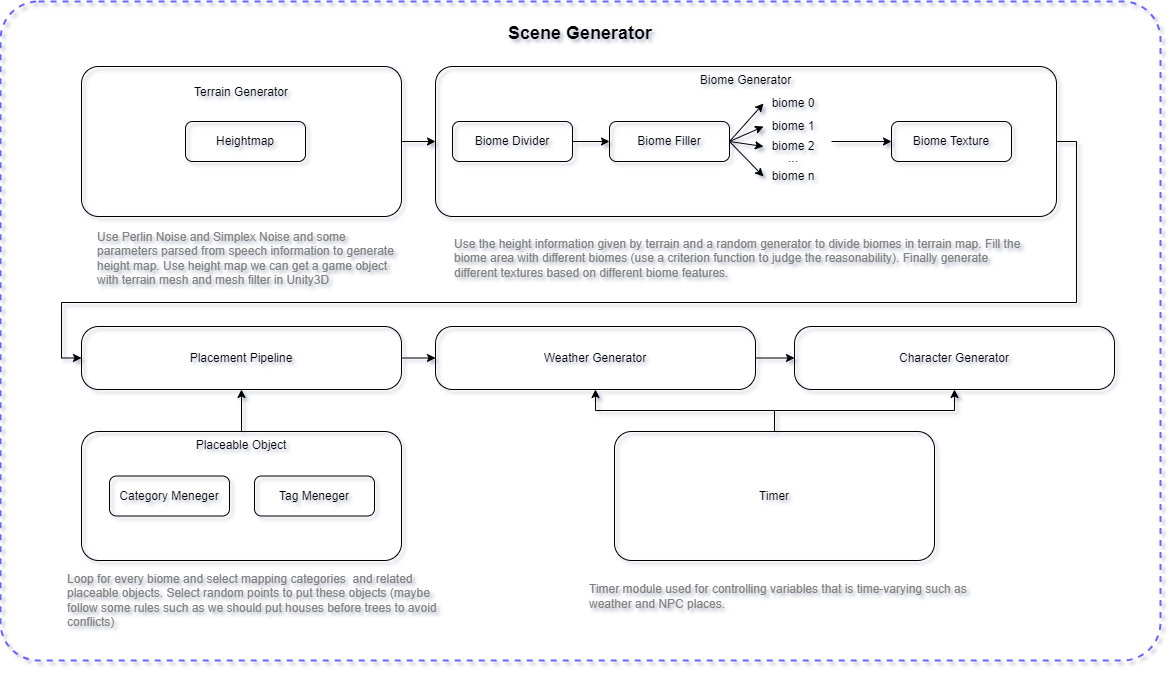 Scene Generator
Terrain Generator
Heightmap
Biome Generator
Biome Divider
Biome Filler
biome 0
biome 1
biome 2
...
biome n
Biome Texture
Use Perlin Noise and Simplex Noise and some
parameters parsed from speech information to generate
height map. Use height map we can get a game object
with terrain mesh and mesh filter in Unity3D
Use the height information given by terrain and a random generator to divide biomes in terrain map. Fill the
biome area with different biomes (use a criterion function to judge the reasonability). Finally generate
different textures based on different biome features.
Placement Pipeline
Weather Generator
Character Generator
Placeable Object
Category Meneger
Tag Meneger
Timer
Loop for every biome and select mapping categories  and related
placeable objects. Select random points to put these objects (maybe
follow some rules such as we should put houses before trees to avoid
conflicts)
Timer module used for controlling variables that is time-varying such as
weather and NPC places.